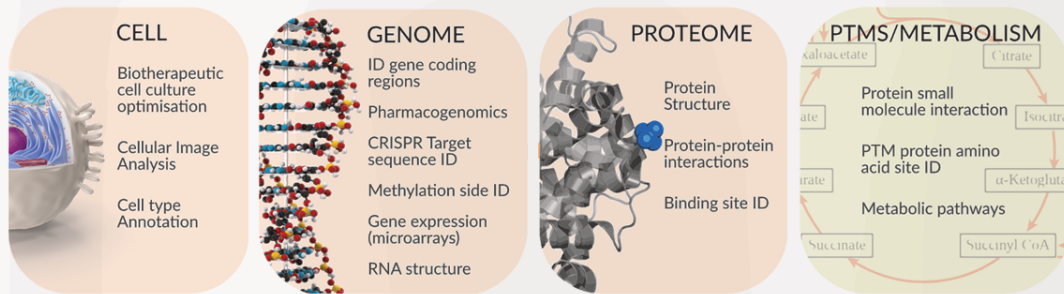 CELL
Biotherapeutic
cell culture
optimisation
Cellular Image
Analysis
Cell type
Annotation
GENOME
ID gene coding
regions
Pharmacogenomics
CRISPR Target
sequence ID
Methylation side ID
Gene expression
(microarrays)
RNA structure
PROTEOME
Protein
Structure
Protein-protein
interactions
Binding site ID
PTMS/METABOLISM
Protein small
molecule interaction
PTM protein amino
acid site ID
Metabolic pathways
Citrate
Succinate
Succinyl CoA